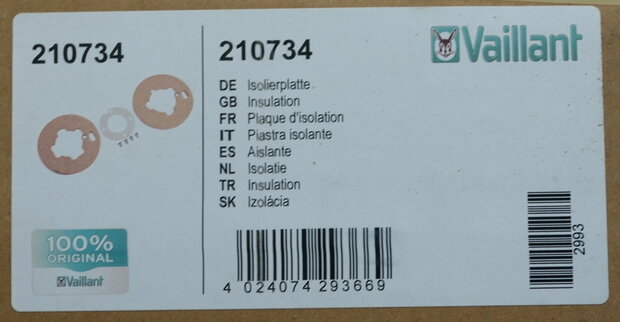 210734
100%
ORIGINAL
Vaillant
210734
DE Isolierplatte
GB Insulation
FR Plaque d'isolation
IT Piastra isolante
ES Aislante
NL Isolatie
TR Insulation
SK Izolácia
4 024074 293669
Vaillant
2993